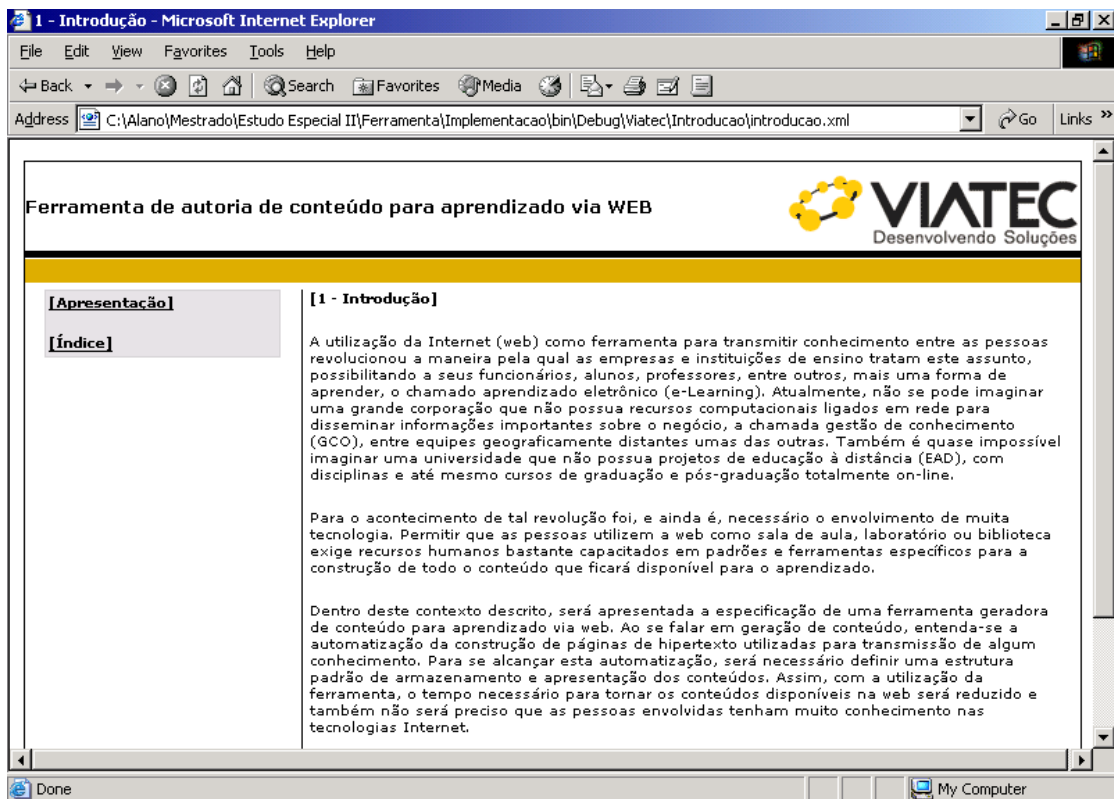 1 - Introdução - Microsoft Internet Explorer
File Edit View Favorites Tools Help
Back Search Favorites Media
Address C:\Alano\Mestrado\Estudo Especial II\Ferramenta\Implementacao\bin\Debug\Viatec\Introducao\introducao.xml Go Links »
Ferramenta de autoria de conteúdo para aprendizado via WEB
VIATEC
Desenvolvendo Soluções
[Apresentação]
[Índice]
[1 - Introdução]
A utilização da Internet (web) como ferramenta para transmitir conhecimento entre as pessoas
revolucionou a maneira pela qual as empresas e instituições de ensino tratam este assunto,
possibilitando a seus funcionários, alunos, professores, entre outros, mais uma forma de
aprender, o chamado aprendizado eletrônico (e-Learning). Atualmente, não se pode imaginar
uma grande corporação que não possua recursos computacionais ligados em rede para
disseminar informações importantes sobre o negócio, a chamada gestão de conhecimento
(GCO), entre equipes geograficamente distantes umas das outras. Também é quase impossível
imaginar uma universidade que não possua projetos de educação à distância (EAD), com
disciplinas e até mesmo cursos de graduação e pós-graduação totalmente on-line.
Para o acontecimento de tal revolução foi, e ainda é, necessário o envolvimento de muita
tecnologia. Permitir que as pessoas utilizem a web como sala de aula, laboratório ou biblioteca
exige recursos humanos bastante capacitados em padrões e ferramentas específicos para a
construção de todo o conteúdo que ficará disponível para o aprendizado.
Dentro deste contexto descrito, será apresentada a especificação de uma ferramenta geradora
de conteúdo para aprendizado via web. Ao se falar em geração de conteúdo, entenda-se a
automatização da construção de páginas de hipertexto utilizadas para transmissão de algum
conhecimento. Para se alcançar esta automatização, será necessário definir uma estrutura
padrão de armazenamento e apresentação dos conteúdos. Assim, com a utilização da
ferramenta, o tempo necessário para tornar os conteúdos disponíveis na web será reduzido e
também não será preciso que as pessoas envolvidas tenham muito conhecimento nas
tecnologias Internet.
Done My Computer